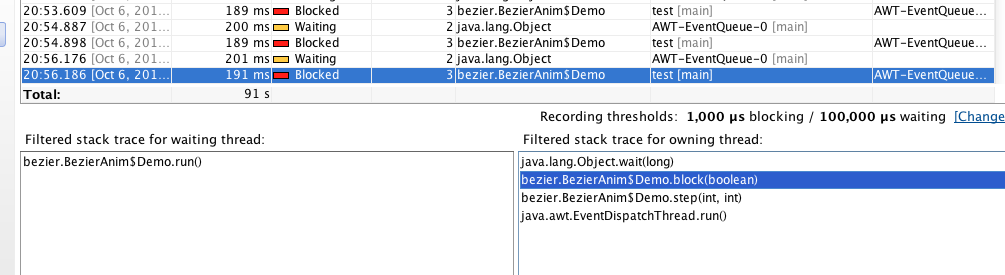 20:53.609 [Oct 6, 201... 189 ms Blocked 3 bezier.BezierAnim$Demo test [main] AWT-EventQueue...
20:54.887 [Oct 6, 201... 200 ms Waiting 2 java.lang.Object AWT-EventQueue-0 [main]
20:54.898 [Oct 6, 201... 189 ms Blocked 3 bezier.BezierAnim$Demo test [main] AWT-EventQueue...
20:56.176 [Oct 6, 201... 201 ms Waiting 2 java.lang.Object AWT-EventQueue-0 [main]
20:56.186 [Oct 6, 201... 191 ms Blocked 3 bezier.BezierAnim$Demo test [main] AWT-EventQueue...
Total: 91 s
Recording thresholds: 1,000 µs blocking / 100,000 µs waiting [Change
Filtered stack trace for waiting thread:
bezier.BezierAnim$Demo.run()
Filtered stack trace for owning thread:
java.lang.Object.wait(long)
bezier.BezierAnim$Demo.block(boolean)
bezier.BezierAnim$Demo.step(int, int)
java.awt.EventDispatchThread.run()